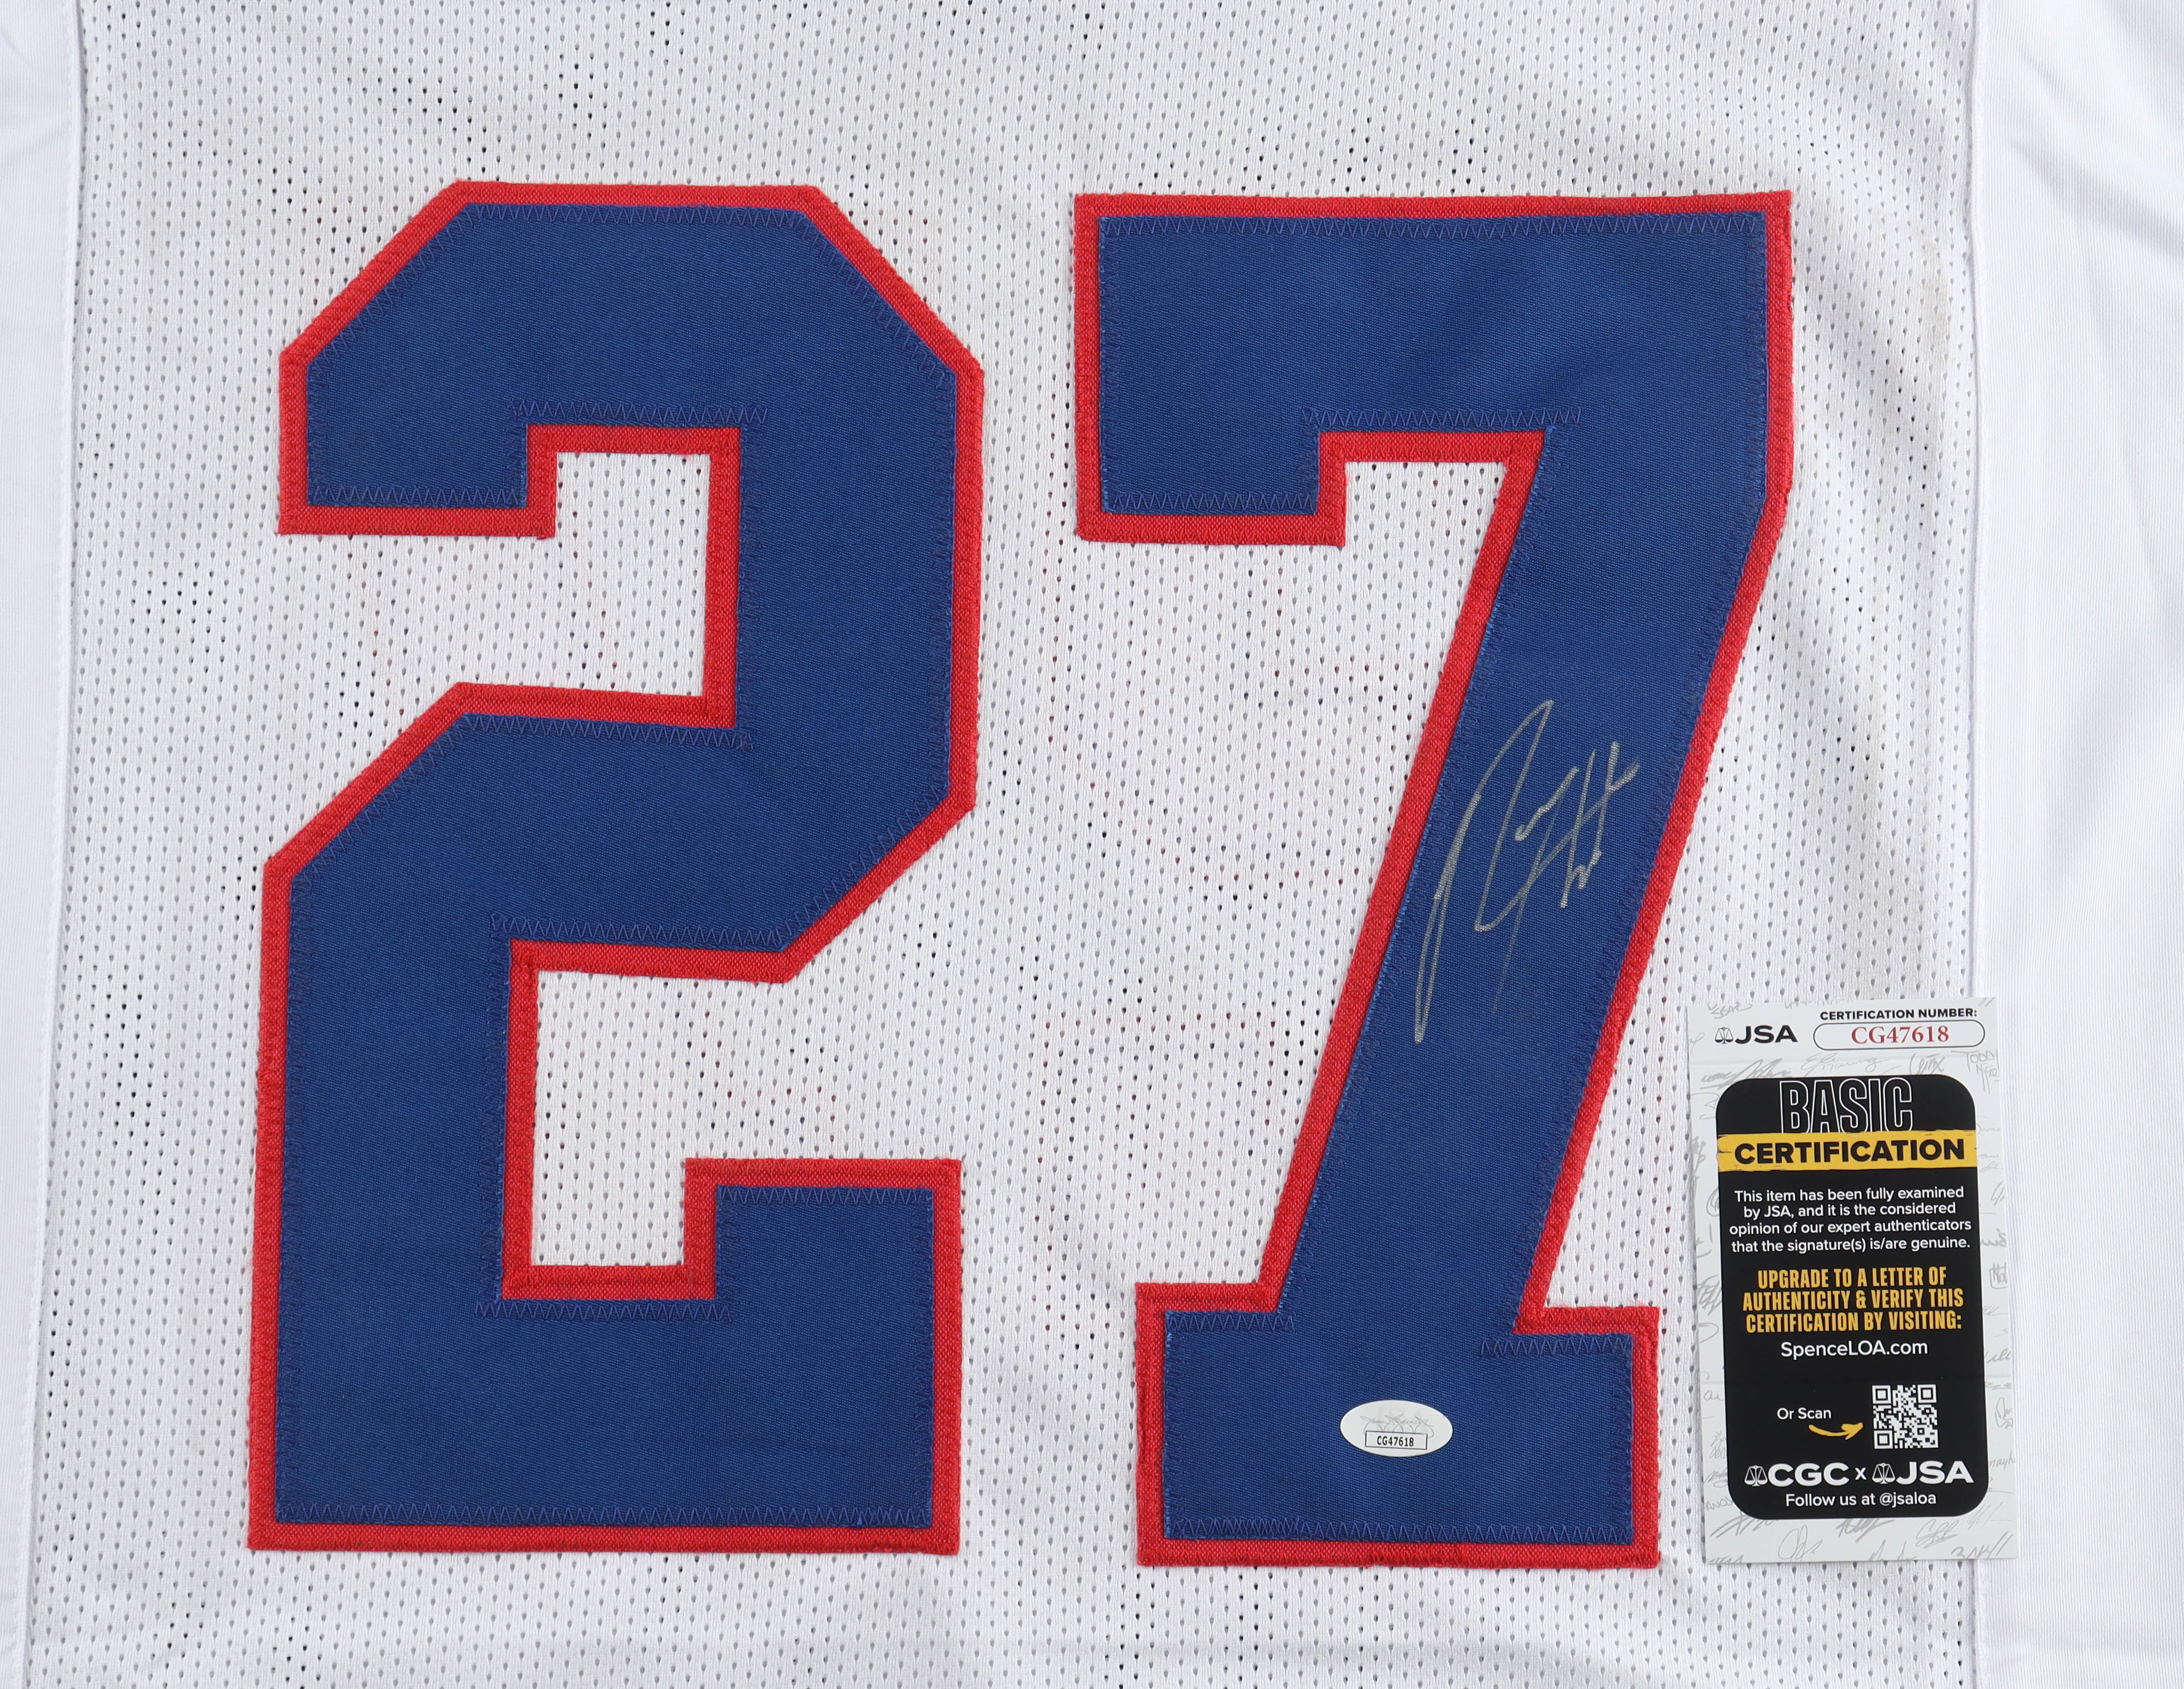 27
JSA
CERTIFICATION NUMBER:
CG47618
BASIC
CERTIFICATION
This item has been fully examined
by JSA, and it is the considered
opinion of our expert authenticators
that the signature(s) is/are genuine.
UPGRADE TO A LETTER OF
AUTHENTICITY & VERIFY THIS
CERTIFICATION BY VISITING:
SpenceLOA.com
Or Scan
CGC x JSA
Follow us at @jsaloa
CG47618